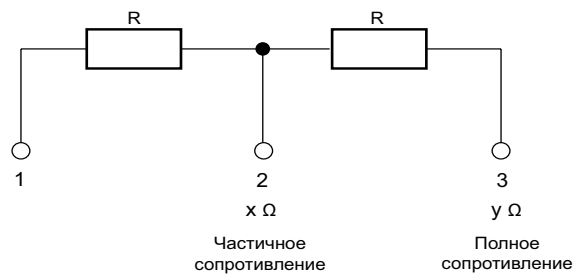 R R
1 2 3
x Ω y Ω
Частичное Полное
сопротивление сопротивление